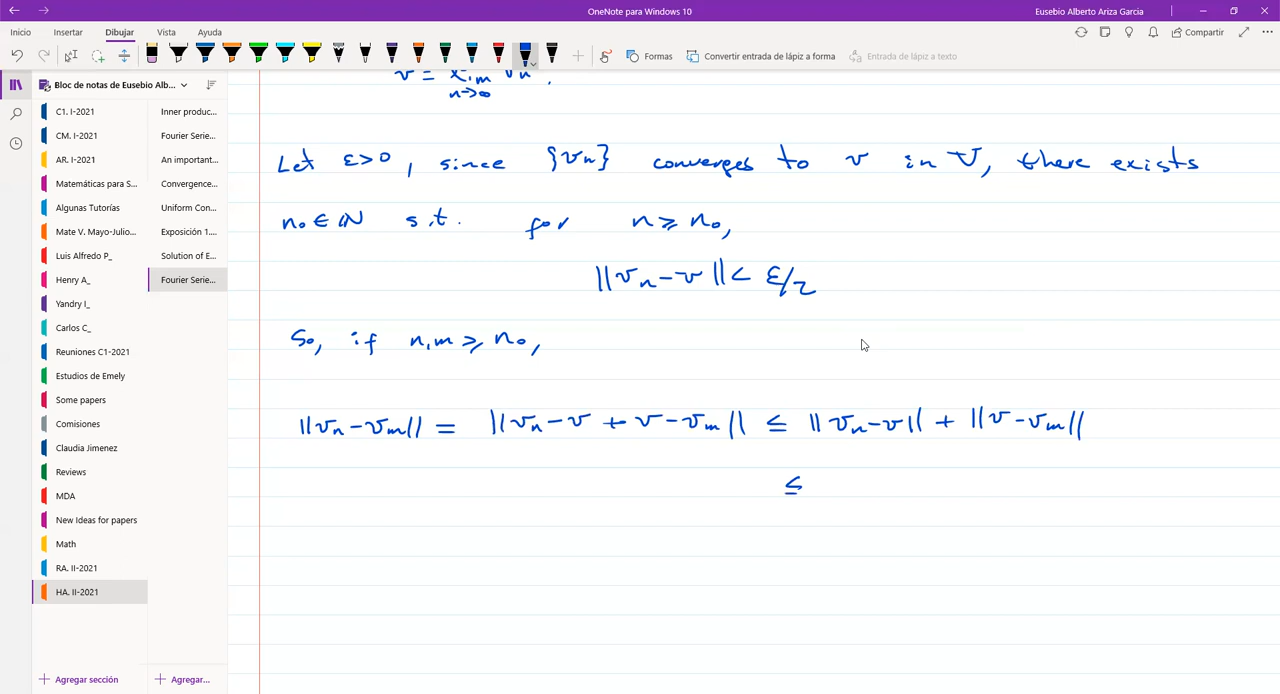 OneNote para Windows 10
Eusebio Alberto Ariza Garcia
Inicio Insertar Dibujar Vista Ayuda
Compartir
Formas
Convertir entrada de lápiz a forma
Entrada de lápiz a texto
Bloc de notas de Eusebio Alb...
C1. I-2021
CM. I-2021
AR. I-2021
Matemáticas para S...
Algunas Tutorías
Mate V. Mayo-Julio...
Luis Alfredo P_
Henry A_
Yandry I_
Carlos C_
Reuniones C1-2021
Estudios de Emely
Some papers
Comisiones
Claudia Jimenez
Reviews
MDA
New Ideas for papers
Math
RA. II-2021
HA. II-2021
Agregar sección
Inner produc...
Fourier Serie...
An important...
Convergence...
Uniform Con...
Exposición 1...
Solution of E...
Fourier Serie...
Agregar...
v = lim vn.
n→∞
Let ε>0, since {vn} converges to v in V, there exists
n₀∈ℕ s.t. for n≥n₀,
||vn-v||< ε/2
So, if n,m≥n₀,
||vn-vm|| = ||vn-v + v-vm|| ≤ ||vn-v|| + ||v-vm||
≤